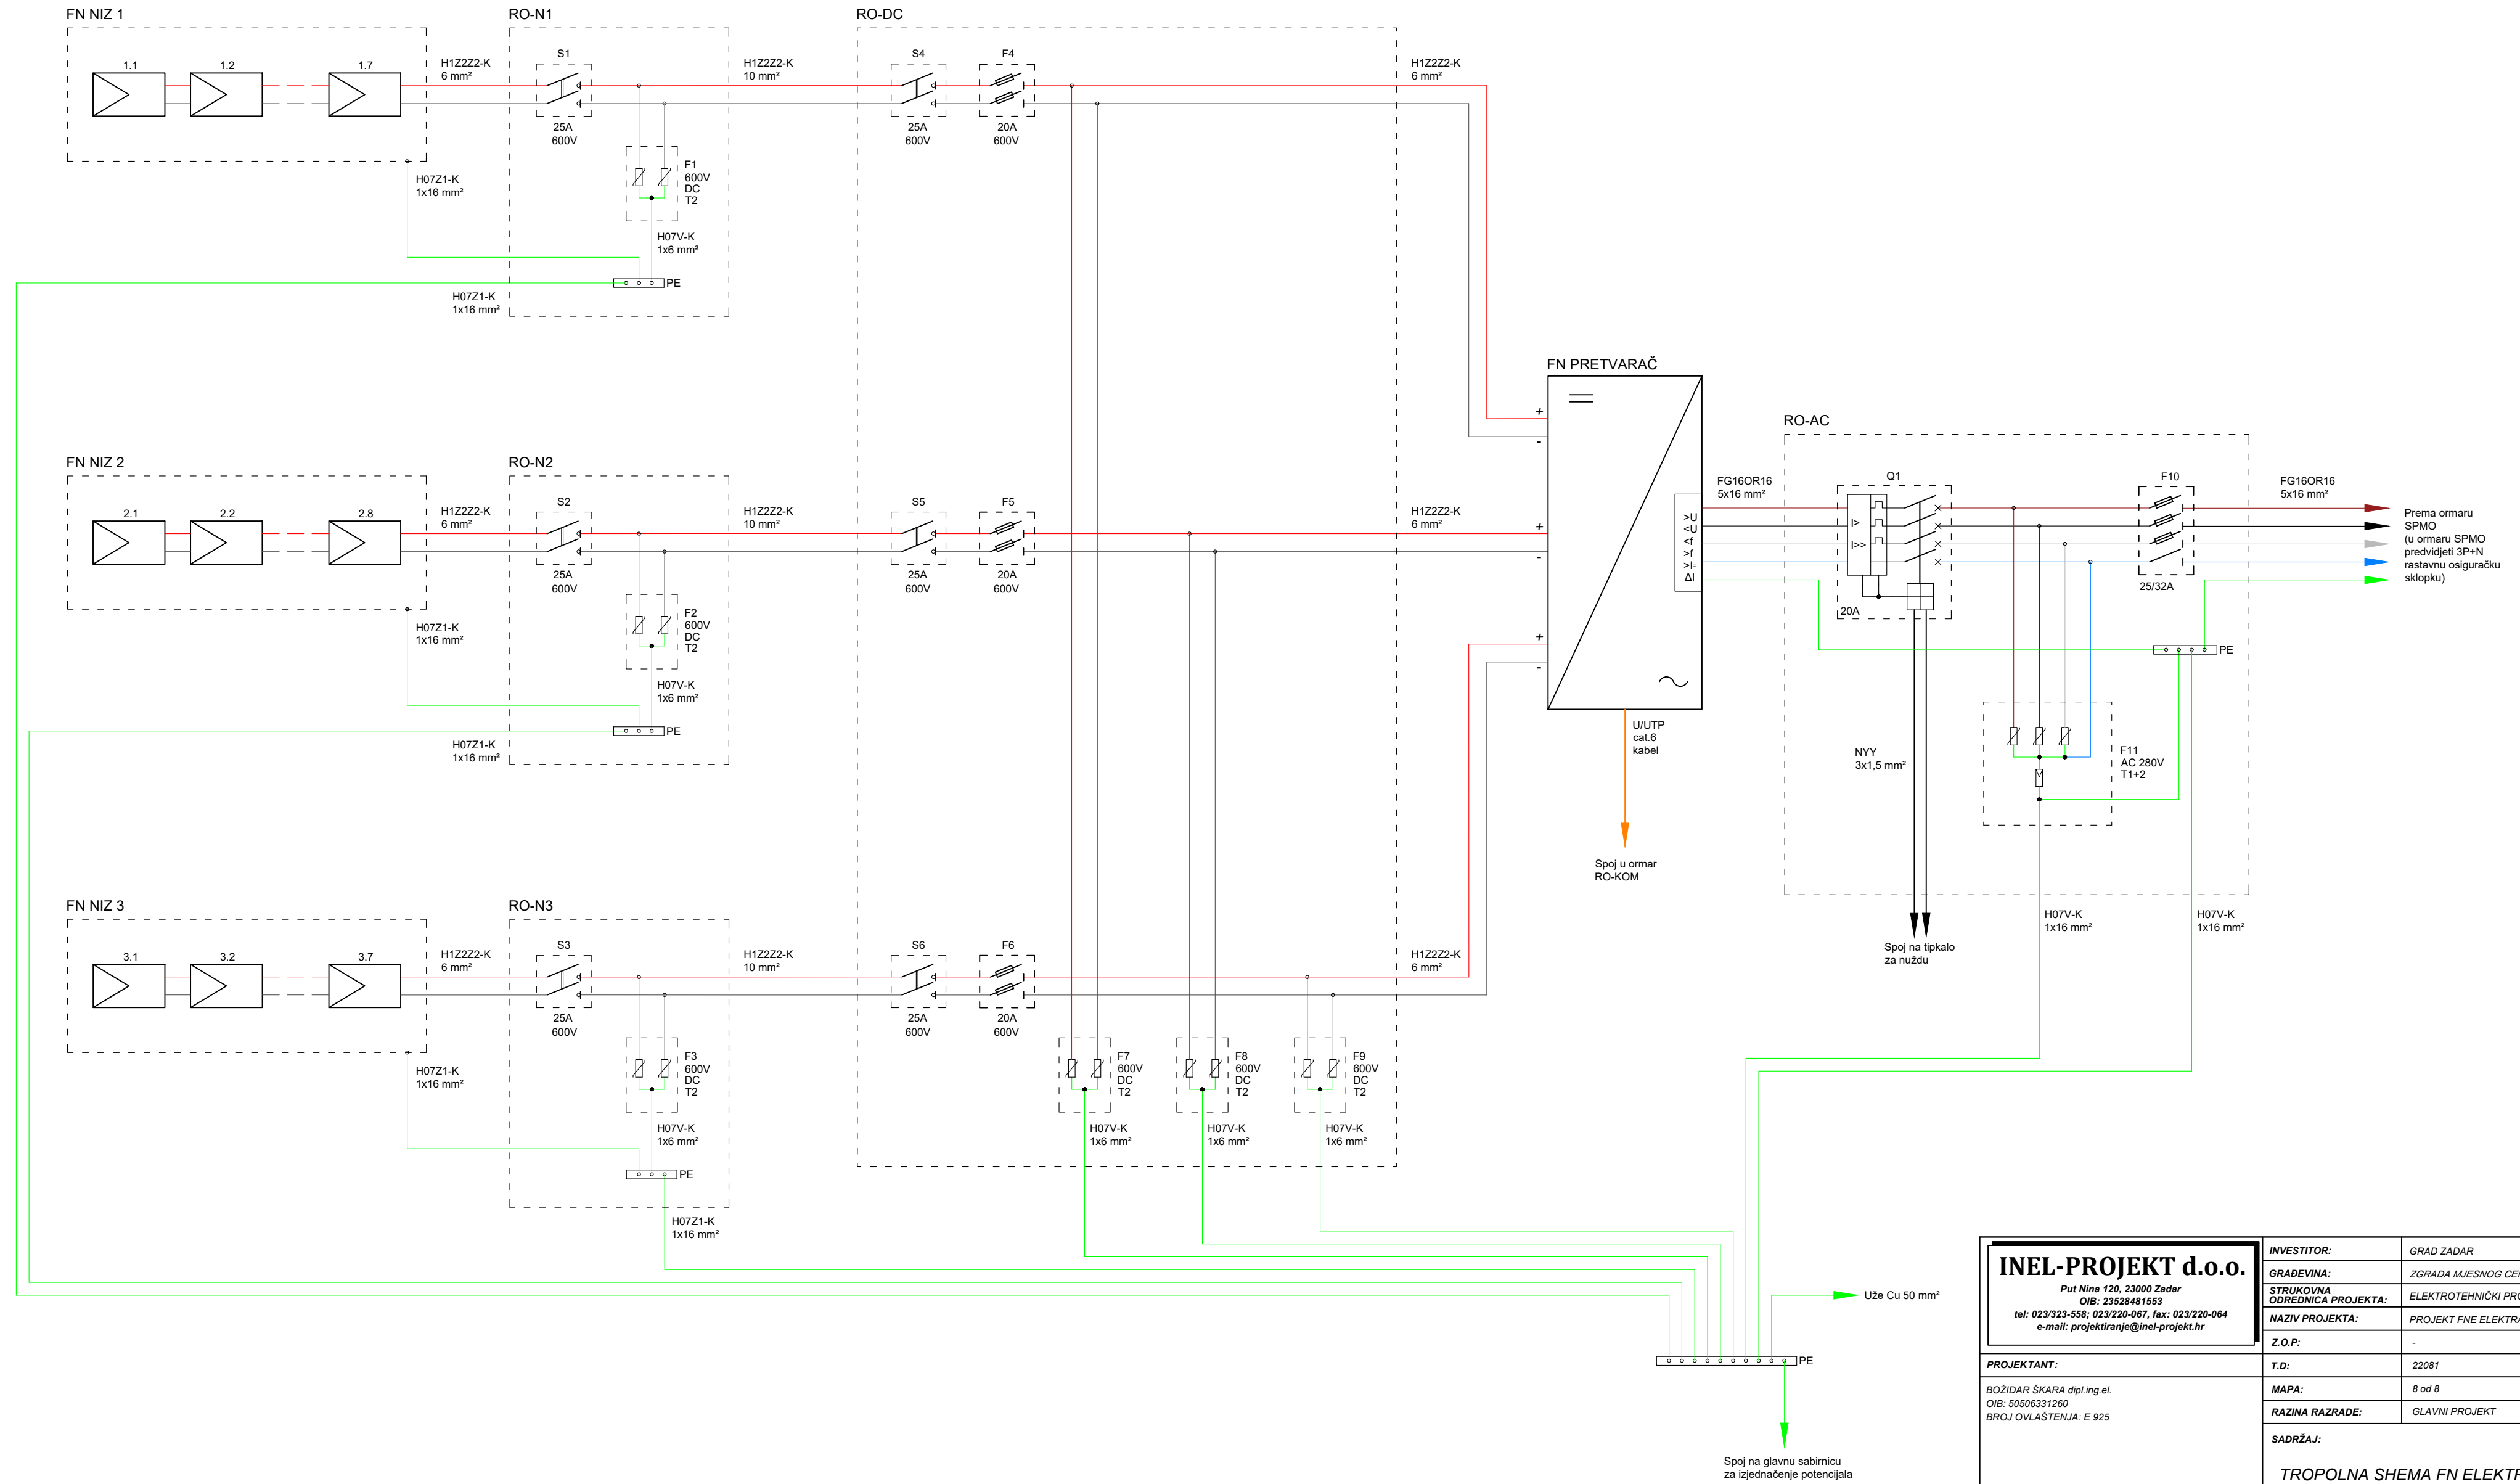 FN NIZ 1
RO-N1
RO-DC
1.1
1.2
1.7
H1Z2Z2-K
6 mm²
S1
25A
600V
H1Z2Z2-K
10 mm²
S4
25A
600V
F4
20A
600V
H1Z2Z2-K
6 mm²
F1
600V
DC
T2
H07Z1-K
1x16 mm²
H07V-K
1x6 mm²
PE
H07Z1-K
1x16 mm²
FN PRETVARAČ
+
-
+
-
+
-
>U
<U
<f
>f
>I=
ΔI
U/UTP
cat.6
kabel
Spoj u ormar
RO-KOM
FN NIZ 2
RO-N2
2.1
2.2
2.8
H1Z2Z2-K
6 mm²
S2
25A
600V
H1Z2Z2-K
10 mm²
S5
25A
600V
F5
20A
600V
H1Z2Z2-K
6 mm²
F2
600V
DC
T2
H07Z1-K
1x16 mm²
H07V-K
1x6 mm²
PE
H07Z1-K
1x16 mm²
RO-AC
FG16OR16
5x16 mm²
Q1
I>
I>>
20A
F10
25/32A
FG16OR16
5x16 mm²
Prema ormaru
SPMO
(u ormaru SPMO
predvidjeti 3P+N
rastavnu osiguračku
sklopku)
PE
NYY
3x1,5 mm²
F11
AC 280V
T1+2
Spoj na tipkalo
za nuždu
H07V-K
1x16 mm²
H07V-K
1x16 mm²
FN NIZ 3
RO-N3
3.1
3.2
3.7
H1Z2Z2-K
6 mm²
S3
25A
600V
H1Z2Z2-K
10 mm²
S6
25A
600V
F6
20A
600V
H1Z2Z2-K
6 mm²
F3
600V
DC
T2
H07Z1-K
1x16 mm²
H07V-K
1x6 mm²
PE
H07Z1-K
1x16 mm²
F7
600V
DC
T2
H07V-K
1x6 mm²
F8
600V
DC
T2
H07V-K
1x6 mm²
F9
600V
DC
T2
H07V-K
1x6 mm²
Uže Cu 50 mm²
PE
Spoj na glavnu sabirnicu
za izjednačenje potencijala
INEL-PROJEKT d.o.o.
Put Nina 120, 23000 Zadar
OIB: 23528481553
tel: 023/323-558; 023/220-067, fax: 023/220-064
e-mail: projektiranje@inel-projekt.hr
PROJEKTANT:
BOŽIDAR ŠKARA dipl.ing.el.
OIB: 50506331260
BROJ OVLAŠTENJA: E 925
INVESTITOR: GRAD ZADAR
GRAĐEVINA: ZGRADA MJESNOG
STRUKOVNA
ODREDNICA PROJEKTA: ELEKTROTEHNIČKI
NAZIV PROJEKTA: PROJEKT FNE
Z.O.P: -
T.D: 22081
MAPA: 8 od 8
RAZINA RAZRADE: GLAVNI PROJEKT
SADRŽAJ:
TROPOLNA SHEMA FN